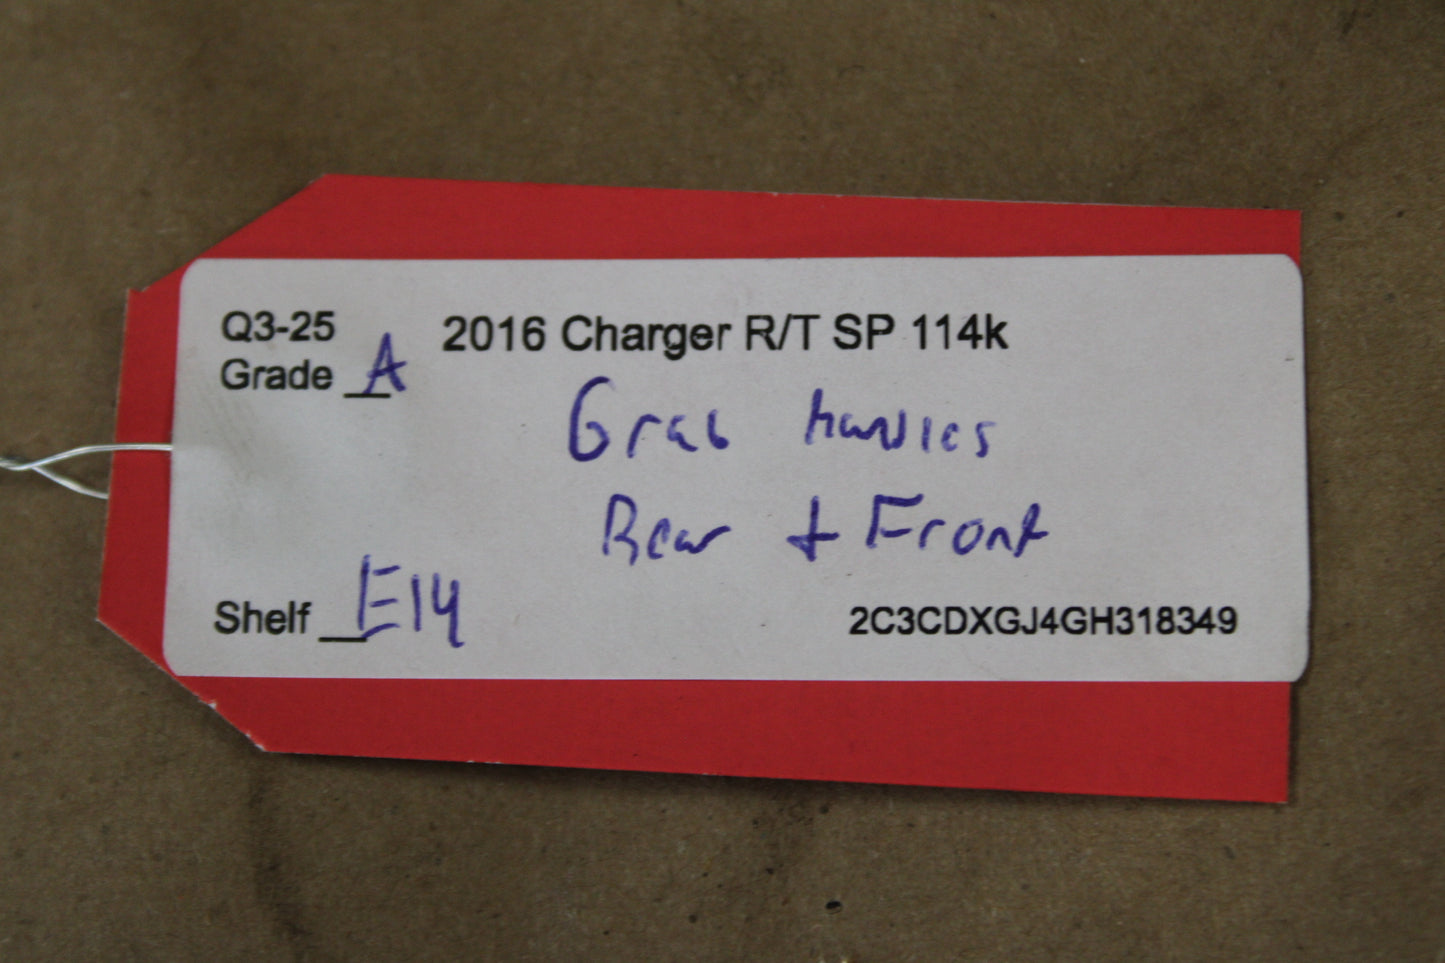 Q3-25 2016 Charger R/T SP 114k
Grade A
Grab handles
Rear + Front
Shelf E14
2C3CDXGJ4GH318349